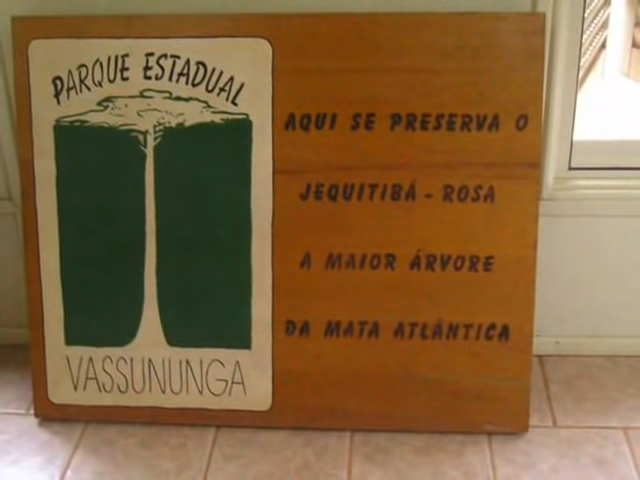 PARQUE ESTADUAL
VASSUNUNGA
AQUI SE PRESERVA O
JEQUITIBÁ - ROSA
A MAIOR ÁRVORE
DA MATA ATLÂNTICA